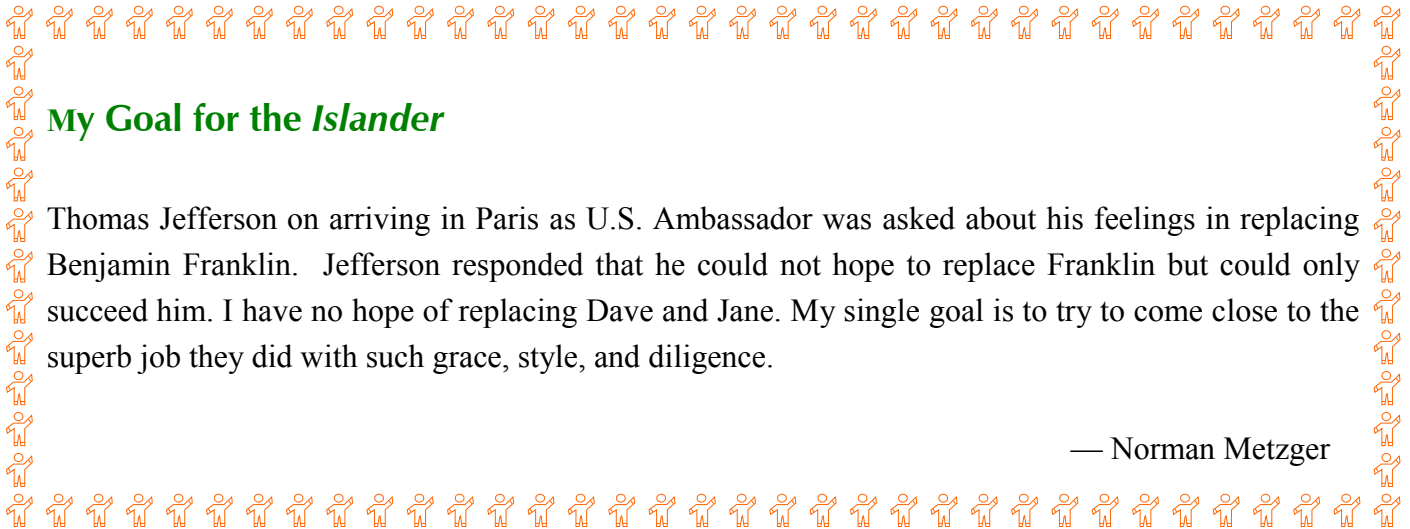 My Goal for the Islander
Thomas Jefferson on arriving in Paris as U.S. Ambassador was asked about his feelings in replacing
Benjamin Franklin.  Jefferson responded that he could not hope to replace Franklin but could only
succeed him. I have no hope of replacing Dave and Jane. My single goal is to try to come close to the
superb job they did with such grace, style, and diligence.
— Norman Metzger